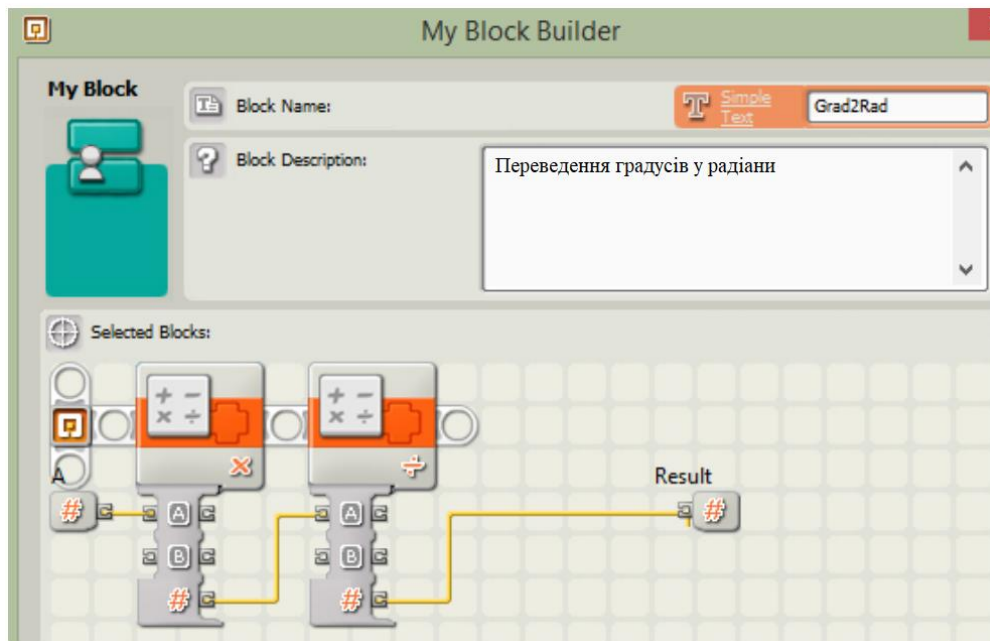 My Block Builder
My Block
Block Name:
Simple Text
Grad2Rad
Block Description:
Переведення градусів у радіани
Selected Blocks:
A
Result
A
A
B
B
#
#
#
#